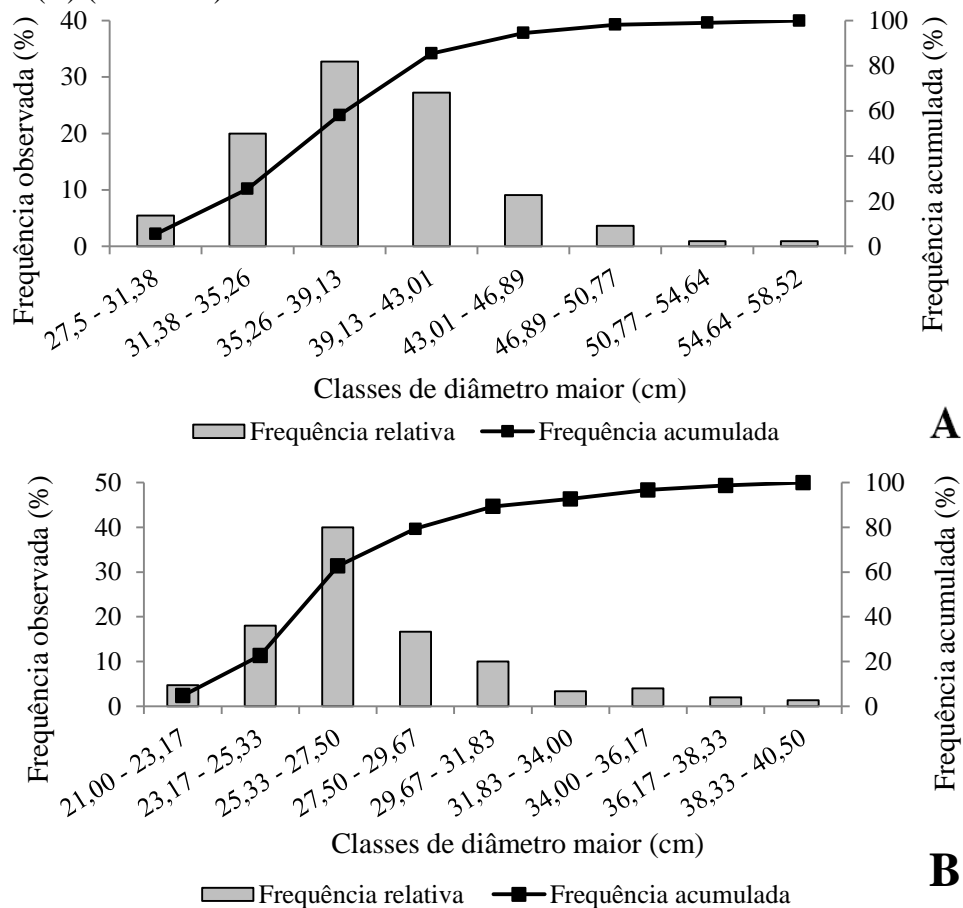 40
30
20
10
0
Frequência observada (%)
100
80
60
40
20
0
Frequência acumulada (%)
27,5 - 31,38
31,38 - 35,26
35,26 - 39,13
39,13 - 43,01
43,01 - 46,89
46,89 - 50,77
50,77 - 54,64
54,64 - 58,52
Classes de diâmetro maior (cm)
Frequência relativa
Frequência acumulada
A
50
40
30
20
10
0
Frequência observada (%)
100
80
60
40
20
0
Frequência acumulada (%)
21,00 - 23,17
23,17 - 25,33
25,33 - 27,50
27,50 - 29,67
29,67 - 31,83
31,83 - 34,00
34,00 - 36,17
36,17 - 38,33
38,33 - 40,50
Classes de diâmetro maior (cm)
Frequência relativa
Frequência acumulada
B